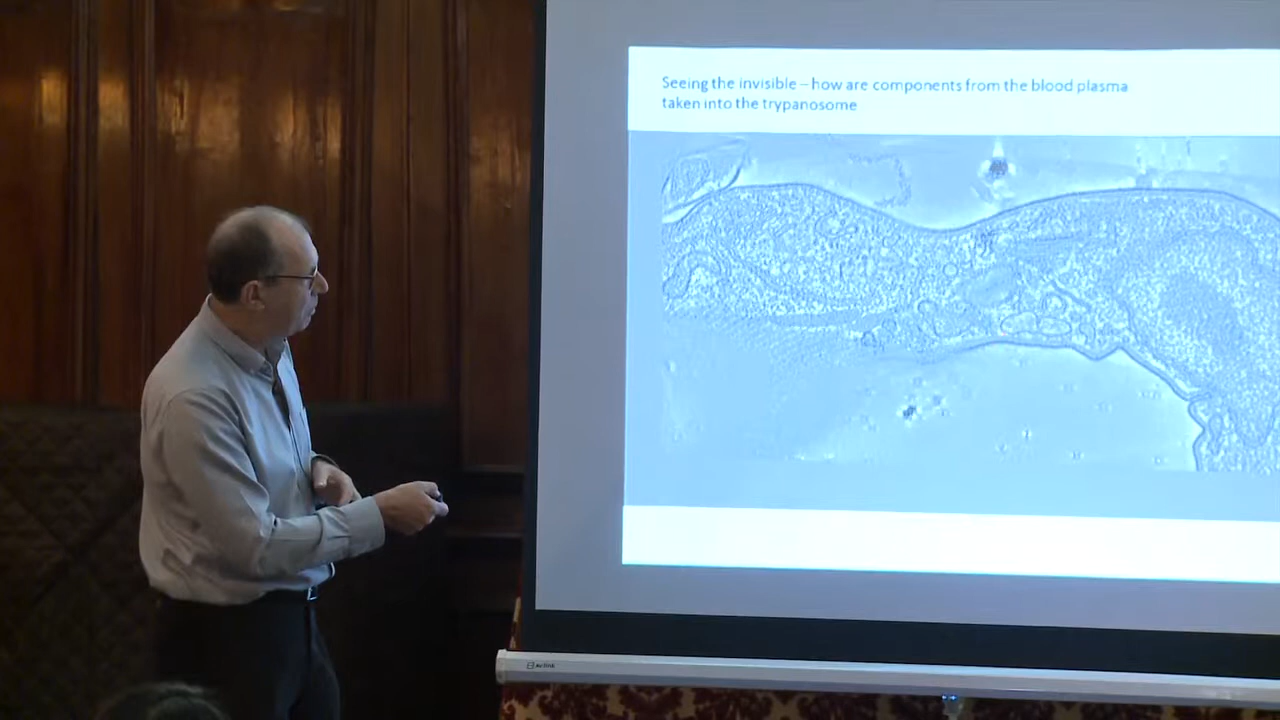 Seeing the invisible – how are components from the blood plasma
taken into the trypanosome